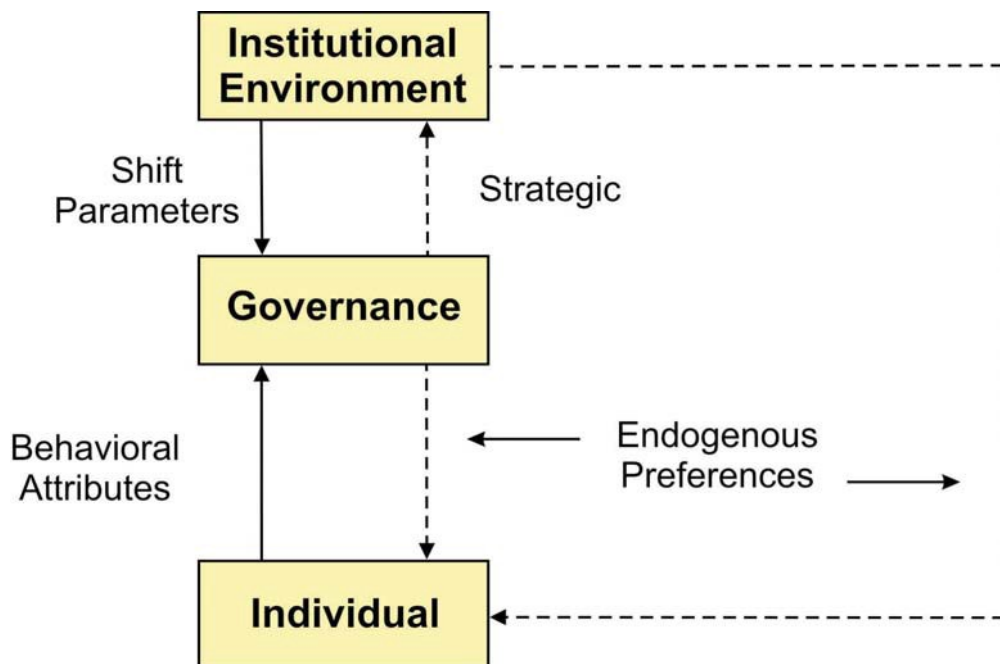 Institutional
Environment
Shift
Parameters
Strategic
Governance
Behavioral
Attributes
Endogenous
Preferences
Individual